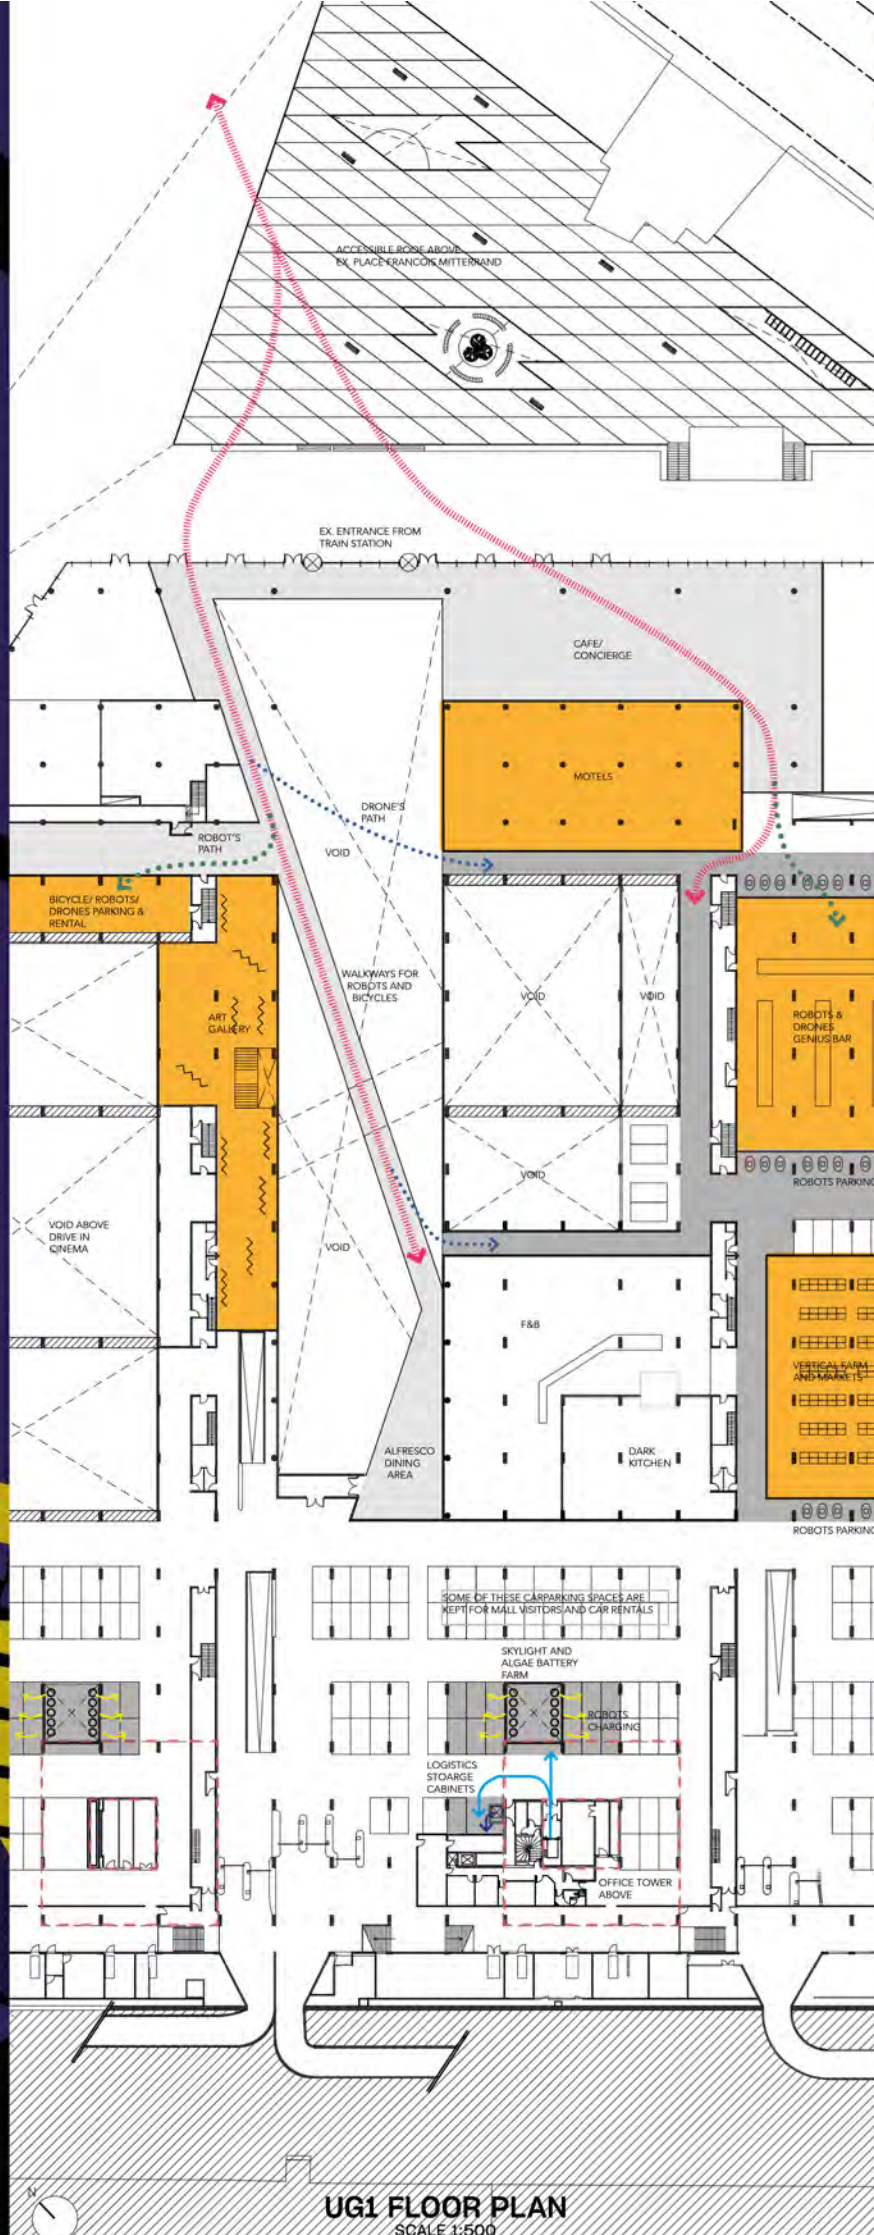 ACCESSIBLE ROOF ABOVE
EX. PLACE FRANCOIS MITTERRAND
EX. ENTRANCE FROM
TRAIN STATION
CAFE/
CONCIERGE
MOTELS
DRONE'S
PATH
ROBOT'S
PATH
VOID
BICYCLE/ ROBOTS/
DRONES PARKING &
RENTAL
WALKWAYS FOR
ROBOTS AND
BICYCLES
VOID
VOID
ART
GALLERY
ROBOTS &
DRONES
GENIUS BAR
VOID
ROBOTS PARKING
VOID ABOVE
DRIVE IN
CINEMA
VOID
F&B
VERTICAL FARM
AND MARKETS
ALFRESCO
DINING
AREA
DARK
KITCHEN
ROBOTS PARKING
SOME OF THESE CARPARKING SPACES ARE
KEPT FOR MALL VISITORS AND CAR RENTALS
SKYLIGHT AND
ALGAE BATTERY
FARM
ROBOTS
CHARGING
LOGISTICS
STOARGE
CABINETS
OFFICE TOWER
ABOVE
N
UG1 FLOOR PLAN
SCALE 1:500